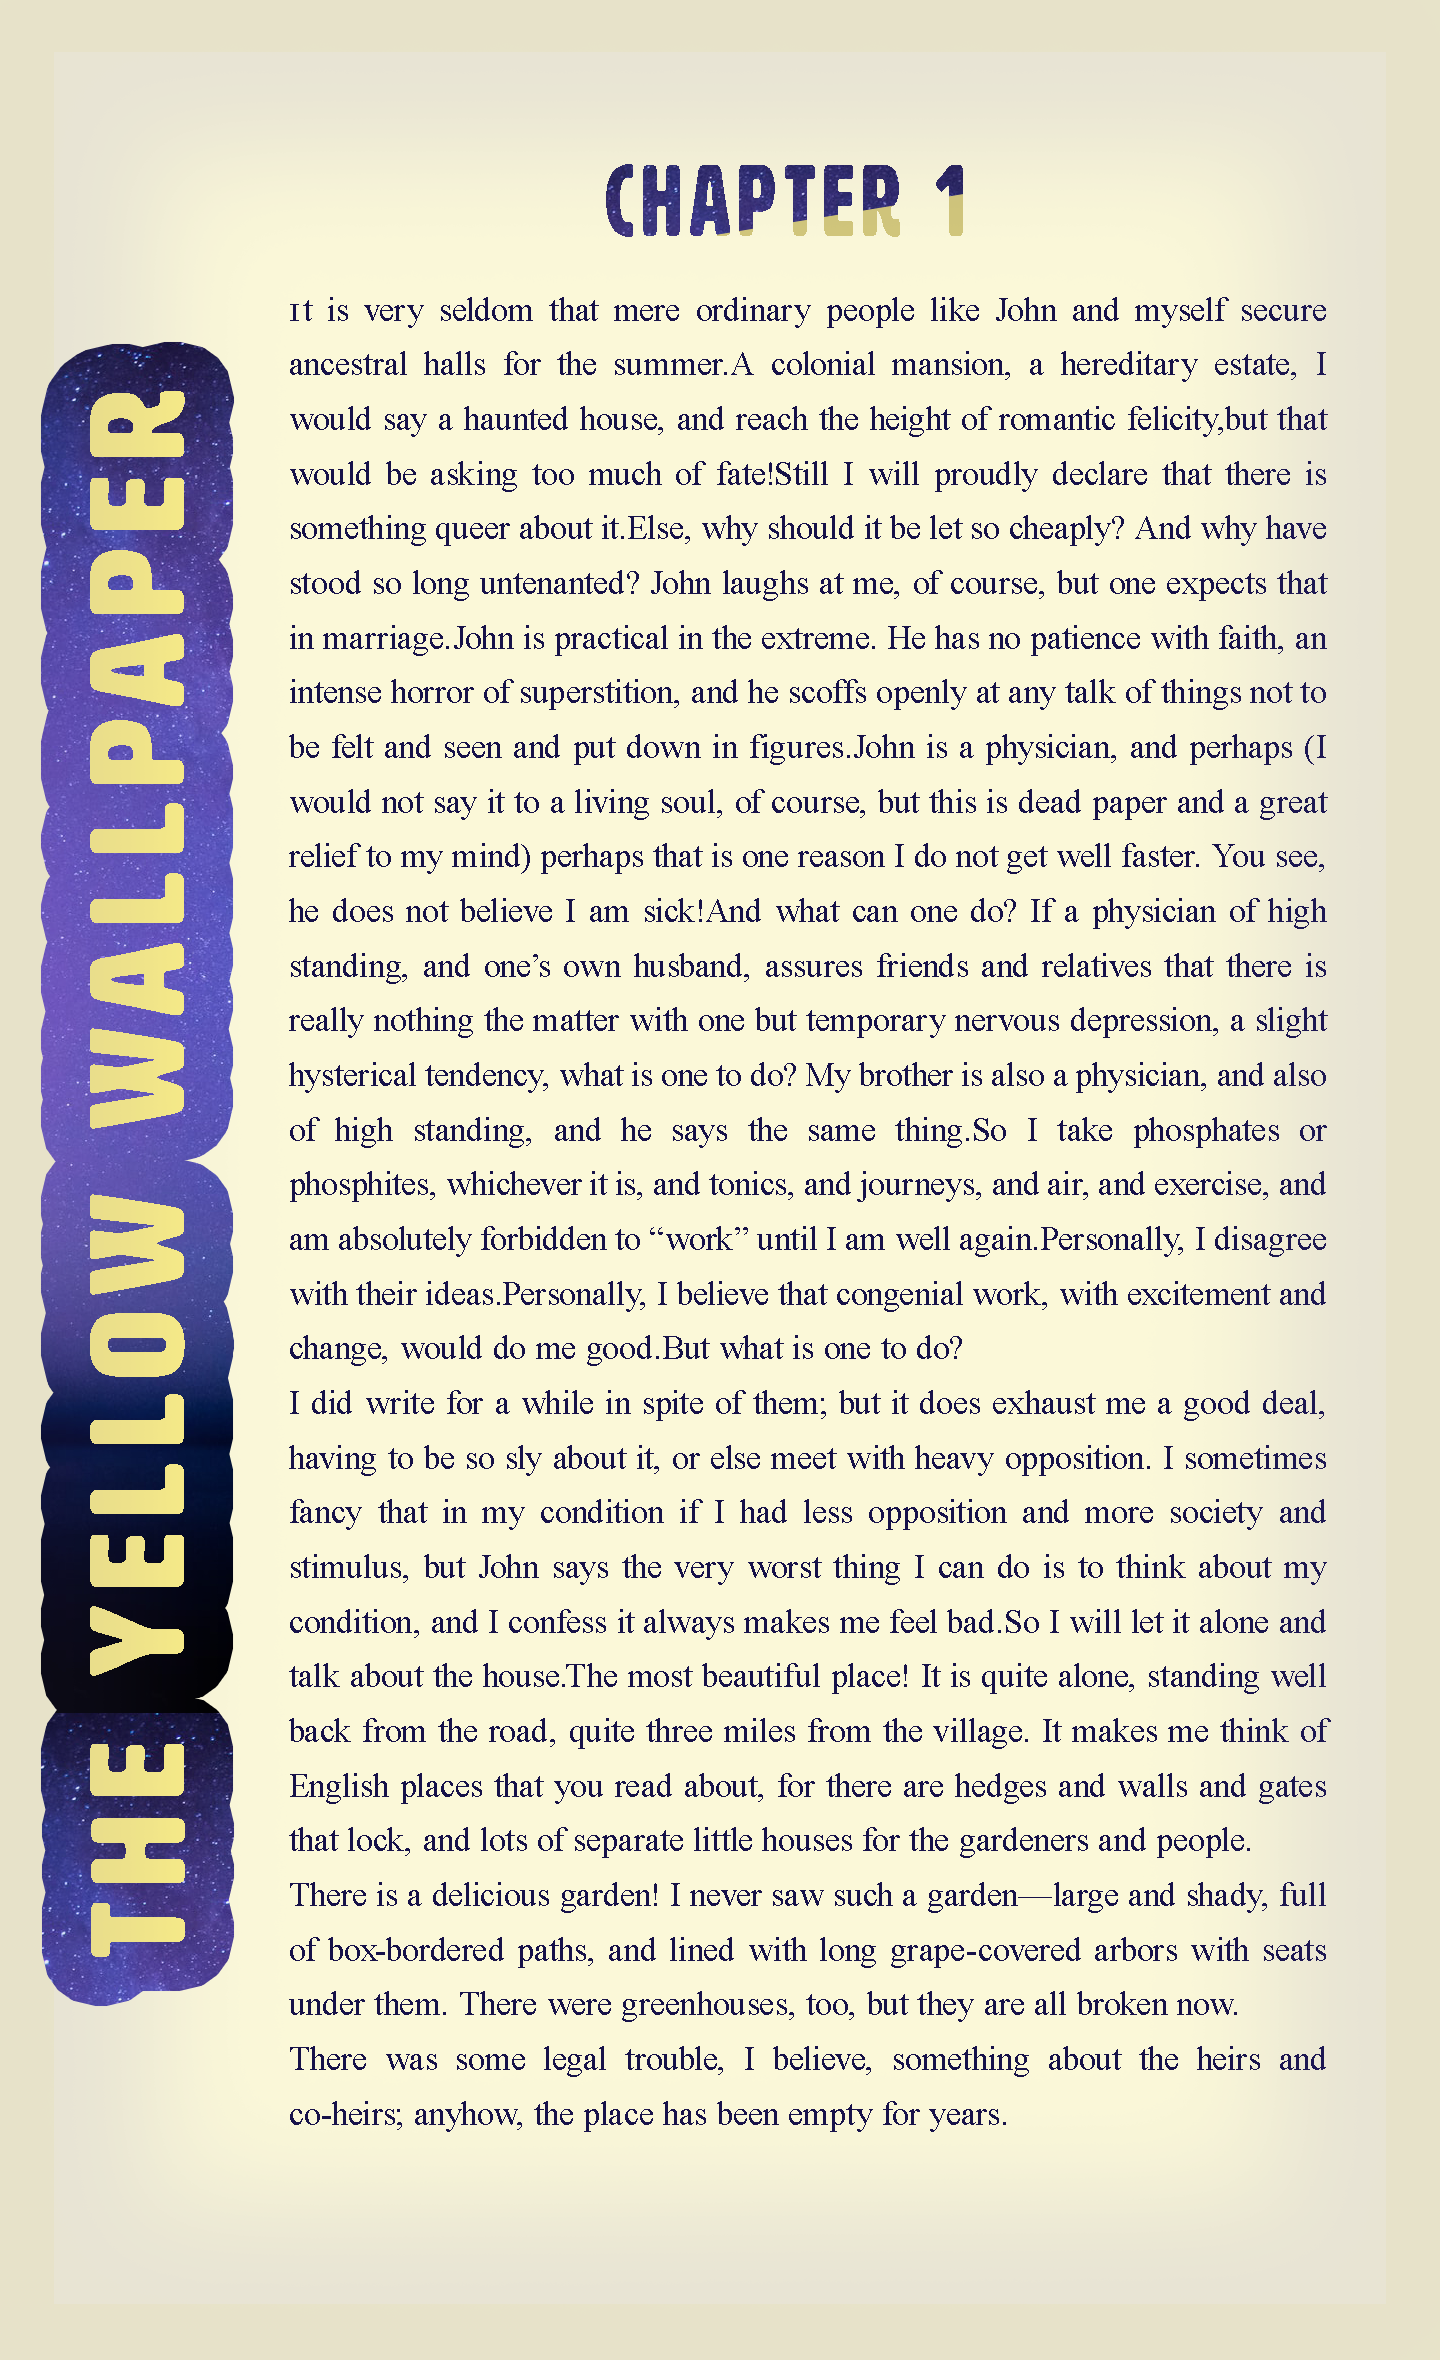 CHAPTER 1
It is very seldom that mere ordinary people like John and myself secure
ancestral halls for the summer.A colonial mansion, a hereditary estate, I
would say a haunted house, and reach the height of romantic felicity,but that
would be asking too much of fate!Still I will proudly declare that there is
something queer about it.Else, why should it be let so cheaply? And why have
stood so long untenanted? John laughs at me, of course, but one expects that
in marriage.John is practical in the extreme. He has no patience with faith, an
intense horror of superstition, and he scoffs openly at any talk of things not to
be felt and seen and put down in figures.John is a physician, and perhaps (I
would not say it to a living soul, of course, but this is dead paper and a great
relief to my mind) perhaps that is one reason I do not get well faster. You see,
he does not believe I am sick!And what can one do? If a physician of high
standing, and one’s own husband, assures friends and relatives that there is
really nothing the matter with one but temporary nervous depression, a slight
hysterical tendency, what is one to do? My brother is also a physician, and also
of high standing, and he says the same thing.So I take phosphates or
phosphites, whichever it is, and tonics, and journeys, and air, and exercise, and
am absolutely forbidden to “work” until I am well again.Personally, I disagree
with their ideas.Personally, I believe that congenial work, with excitement and
change, would do me good.But what is one to do?
I did write for a while in spite of them; but it does exhaust me a good deal,
having to be so sly about it, or else meet with heavy opposition. I sometimes
fancy that in my condition if I had less opposition and more society and
stimulus, but John says the very worst thing I can do is to think about my
condition, and I confess it always makes me feel bad.So I will let it alone and
talk about the house.The most beautiful place! It is quite alone, standing well
back from the road, quite three miles from the village. It makes me think of
English places that you read about, for there are hedges and walls and gates
that lock, and lots of separate little houses for the gardeners and people.
There is a delicious garden! I never saw such a garden—large and shady, full
of box-bordered paths, and lined with long grape-covered arbors with seats
under them. There were greenhouses, too, but they are all broken now.
There was some legal trouble, I believe, something about the heirs and
co-heirs; anyhow, the place has been empty for years.
THE YELLOW WALLPAPER